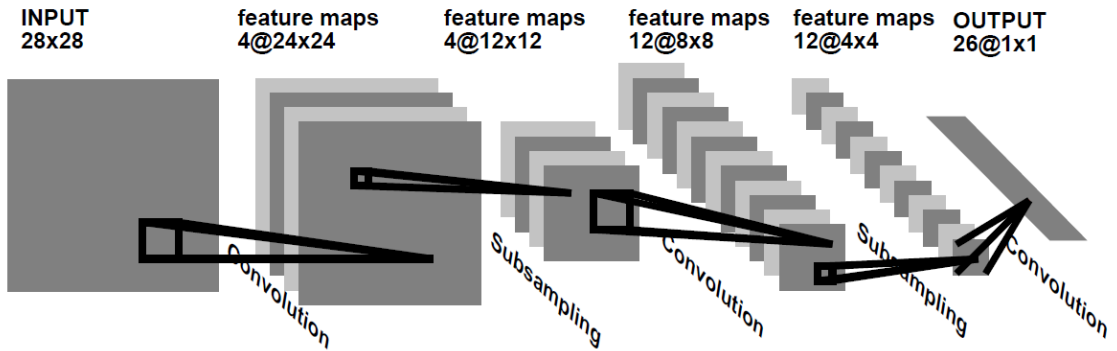 INPUT
28x28
feature maps
4@24x24
feature maps
4@12x12
feature maps
12@8x8
feature maps
12@4x4
OUTPUT
26@1x1
Convolution
Subsampling
Convolution
Subsampling
Convolution